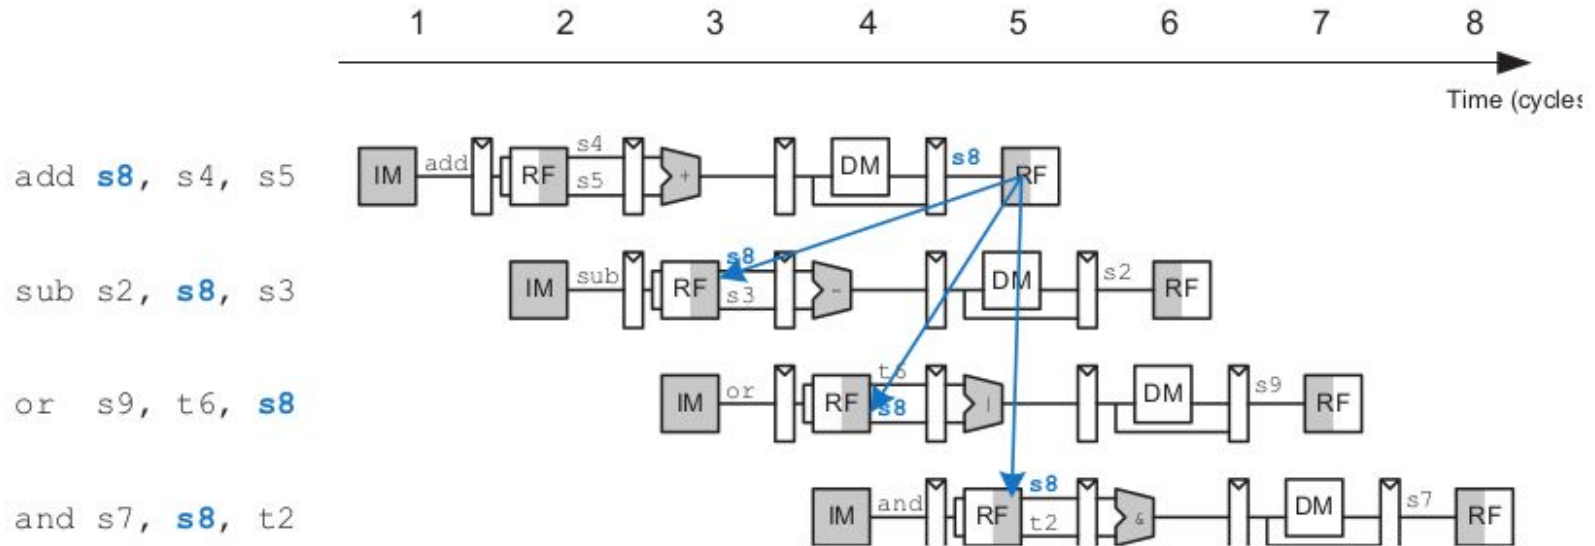 1 2 3 4 5 6 7 8
Time (cycles
add s8, s4, s5 IM add RF s4 s5 + DM s8 RF
sub s2, s8, s3 IM sub RF s8 s3 - DM s2 RF
or s9, t6, s8 IM or RF t6 s8 | DM s9 RF
and s7, s8, t2 IM and RF s8 t2 & DM s7 RF